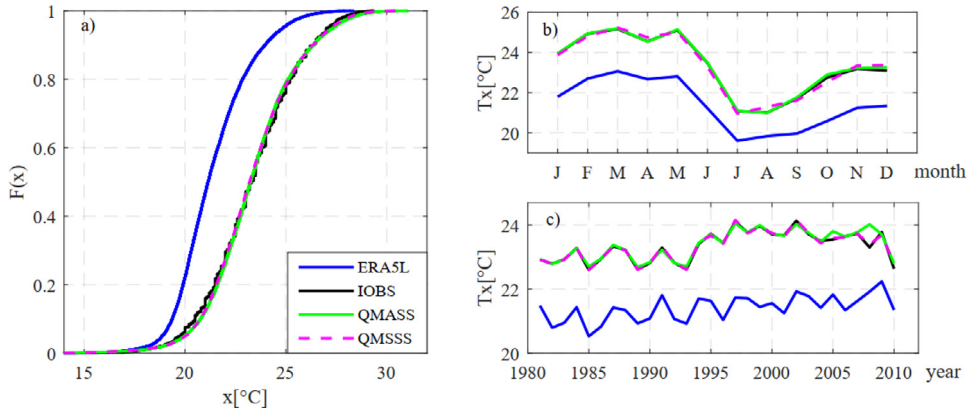 a)
F(x)
1
0.8
0.6
0.4
0.2
0
15
20
25
30
x[°C]
ERA5L
IOBS
QMASS
QMSSS
b)
Tx[°C]
26
24
22
20
J F M A M J J A S O N D month
c)
Tx[°C]
24
22
20
1980 1985 1990 1995 2000 2005 2010 year